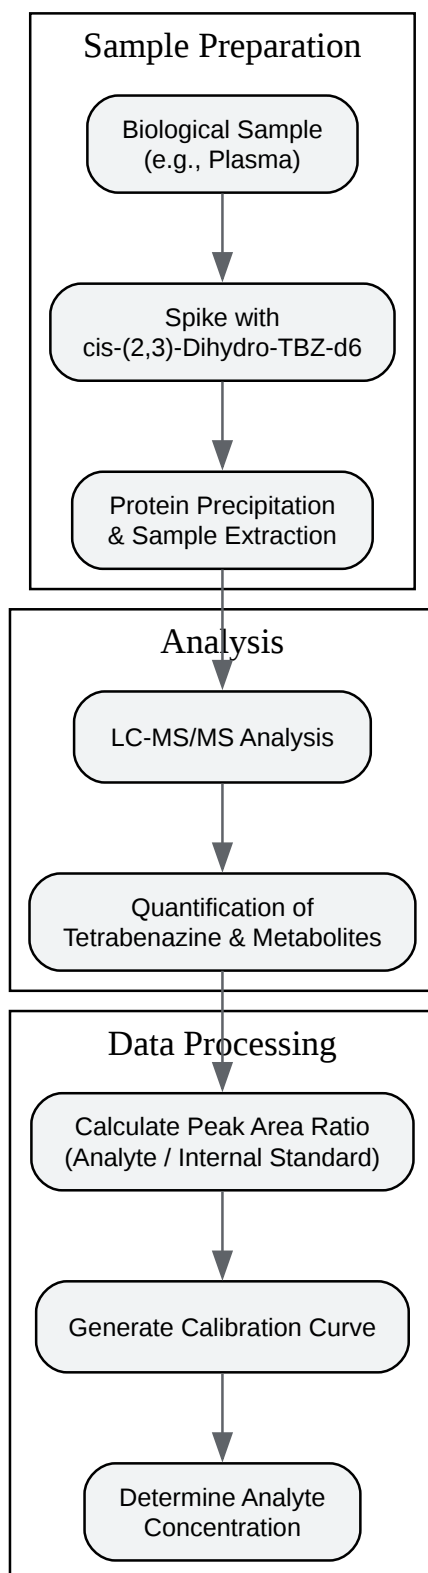 Sample Preparation
Biological Sample
(e.g., Plasma)
Spike with
cis-(2,3)-Dihydro-TBZ-d6
Protein Precipitation
& Sample Extraction
Analysis
LC-MS/MS Analysis
Quantification of
Tetrabenazine & Metabolites
Data Processing
Calculate Peak Area Ratio
(Analyte / Internal Standard)
Generate Calibration Curve
Determine Analyte
Concentration